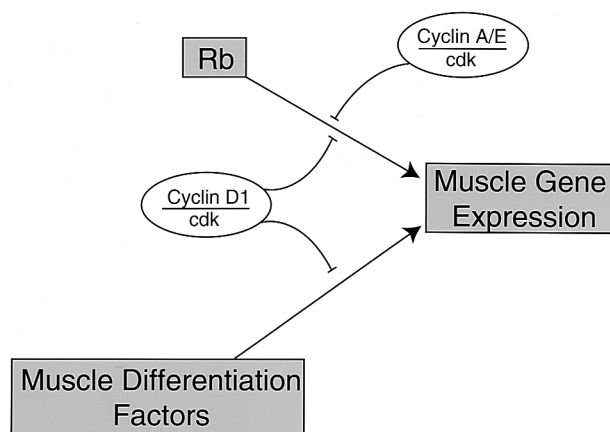 Cyclin A/E
cdk
Rb
Muscle Gene
Expression
Cyclin D1
cdk
Muscle Differentiation
Factors